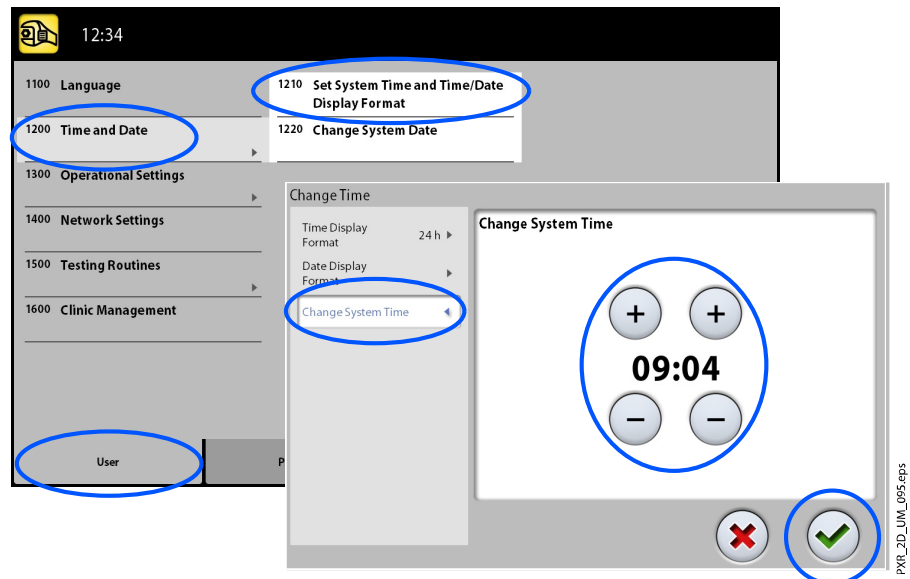 12:34
1100 Language
1200 Time and Date
1300 Operational Settings
1400 Network Settings
1500 Testing Routines
1600 Clinic Management
1210 Set System Time and Time/Date
Display Format
1220 Change System Date
User
P
Change Time
Time Display
Format
24 h
Date Display
Format
Change System Time
Change System Time
09:04
PXR_2D_UM_095.eps